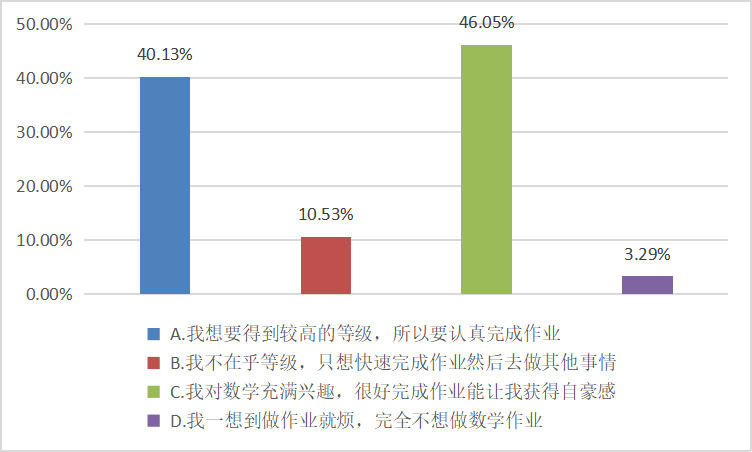 50.00%
46.05%
40.13%
40.00%
30.00%
20.00%
10.53%
10.00%
3.29%
0.00%
A.我想要得到较高的等级，所以要认真完成作业
B.我不在乎等级，只想快速完成作业然后去做其他事情
C.我对数学充满兴趣，很好完成作业能让我获得自豪感
D.我一想到做作业就烦，完全不想做数学作业